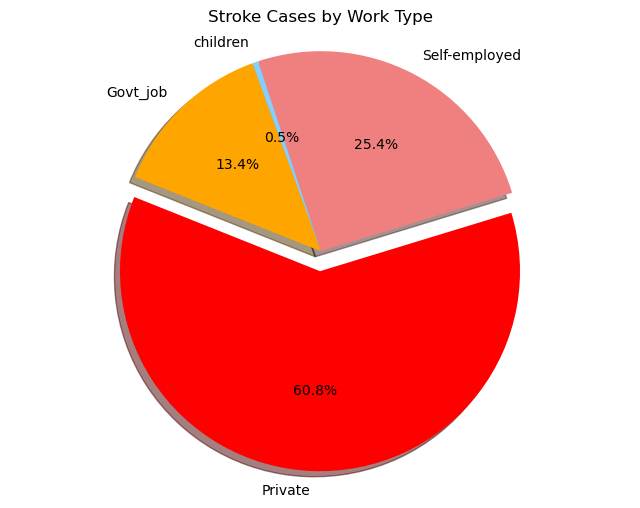 Stroke Cases by Work Type
children
Self-employed
Govt_job
0.5%
25.4%
13.4%
60.8%
Private